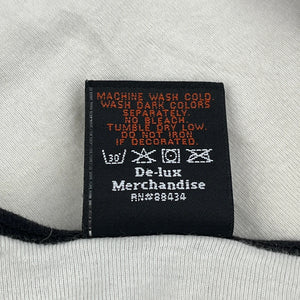 MACHINE WASH COLD
WASH DARK COLORS
SEPARATELY.
NO BLEACH.
TUMBLE DRY LOW.
DO NOT IRON
IF DECORATED.
30
De-lux
Merchandise
RN#88434